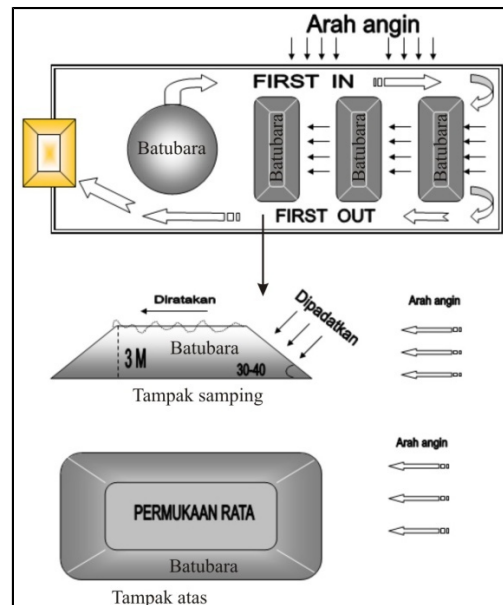 Arah angin
FIRST IN
Batubara
Batubara
Batubara
Batubara
FIRST OUT
Diratakan
Dipadatkan
Arah angin
Batubara
3 M
30-40
Tampak samping
Arah angin
PERMUKAAN RATA
Batubara
Tampak atas